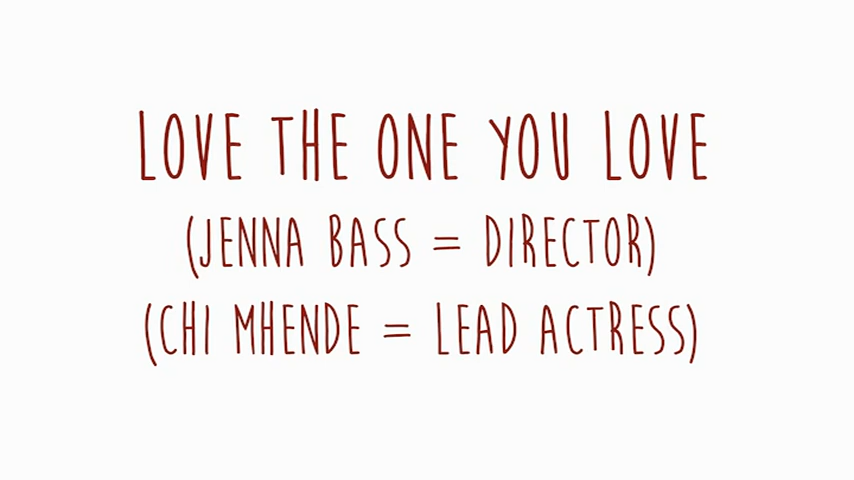 LOVE THE ONE YOU LOVE
(JENNA BASS = DIRECTOR)
(CHI MHENDE = LEAD ACTRESS)